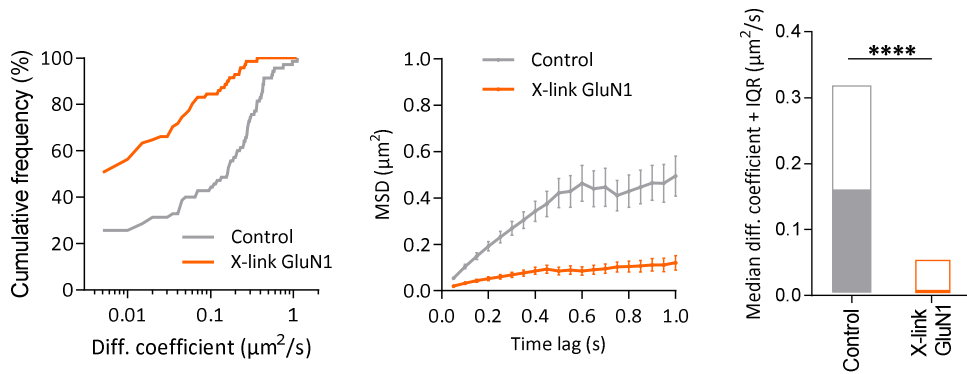 Cumulative frequency (%)
100
80
60
40
20
0
0.01
0.1
1
Diff. coefficient (μm²/s)
Control
X-link GluN1
MSD (μm²)
1.0
0.8
0.6
0.4
0.2
0.0
0.0
0.2
0.4
0.6
0.8
1.0
Time lag (s)
Control
X-link GluN1
Median diff. coefficient + IQR (μm²/s)
0.4
0.3
0.2
0.1
0.0
****
Control
X-link
GluN1